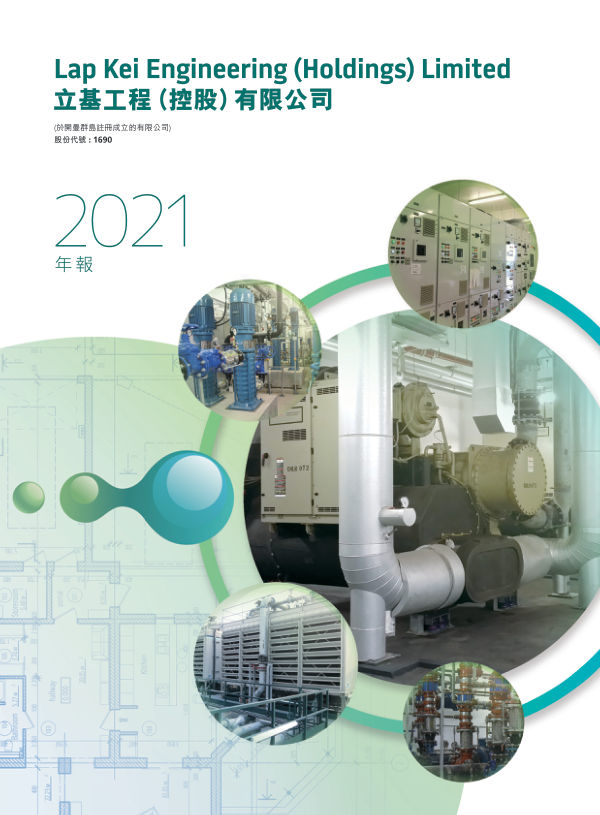 Lap Kei Engineering (Holdings) Limited
立基工程（控股）有限公司
(於開曼群島註冊成立的有限公司)
股份代號：1690
2021
年報